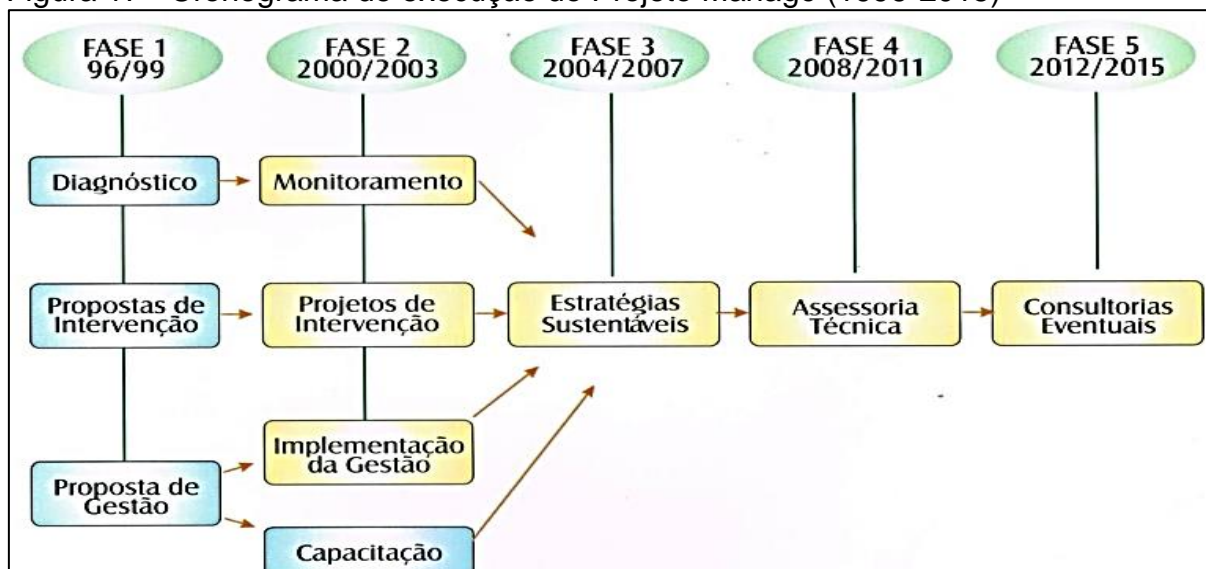 FASE 1
96/99
FASE 2
2000/2003
FASE 3
2004/2007
FASE 4
2008/2011
FASE 5
2012/2015
Diagnóstico
Monitoramento
Propostas de
Intervenção
Projetos de
Intervenção
Estratégias
Sustentáveis
Assessoria
Técnica
Consultorias
Eventuais
Proposta de
Gestão
Implementação
da Gestão
Capacitação